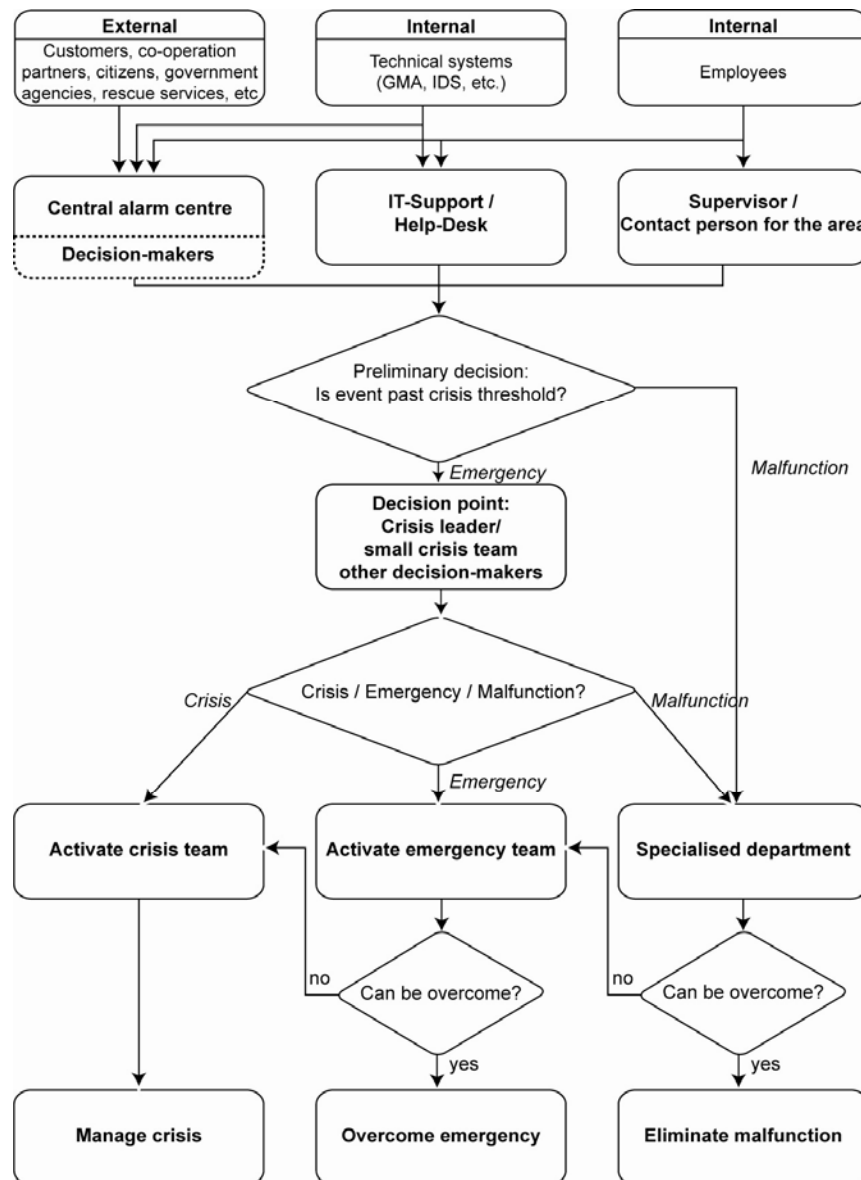 External
Customers, co-operation
partners, citizens, government
agencies, rescue services, etc
Internal
Technical systems
(GMA, IDS, etc.)
Internal
Employees
Central alarm centre
Decision-makers
IT-Support /
Help-Desk
Supervisor /
Contact person for the area
Preliminary decision:
Is event past crisis threshold?
Emergency
Malfunction
Decision point:
Crisis leader/
small crisis team
other decision-makers
Crisis / Emergency / Malfunction?
Crisis
Malfunction
Emergency
Activate crisis team
Activate emergency team
Specialised department
no
Can be overcome?
no
Can be overcome?
yes
yes
Manage crisis
Overcome emergency
Eliminate malfunction